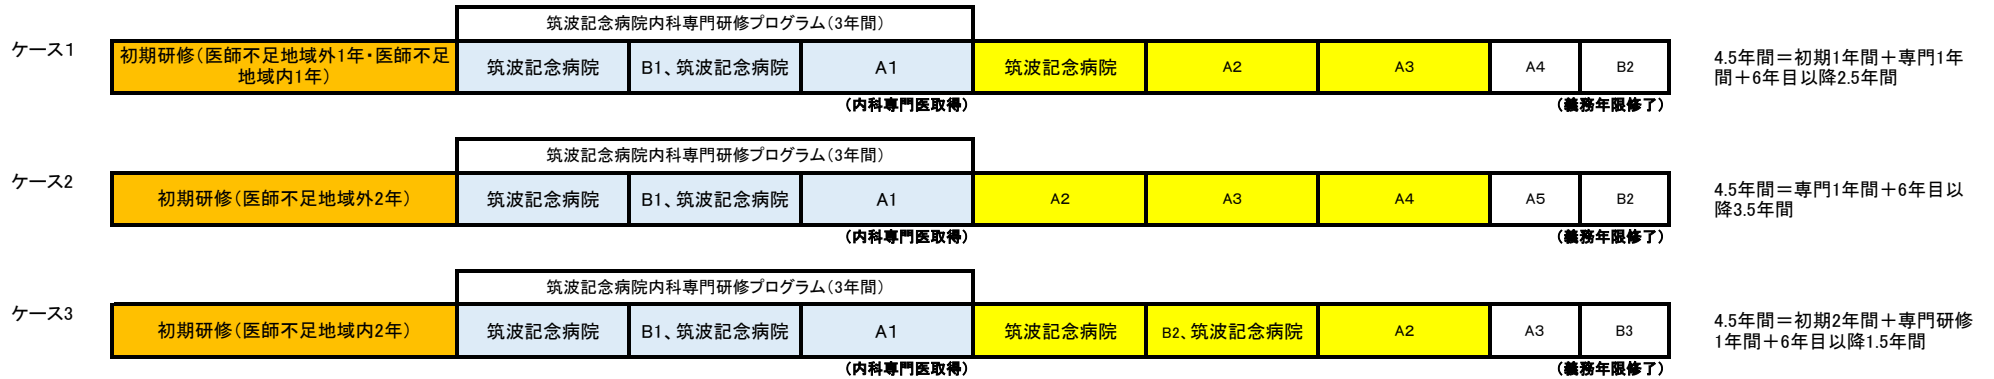 筑波記念病院内科専門研修プログラム（3年間）
ケース1
初期研修（医師不足地域外1年・医師不足
地域内1年）
筑波記念病院
B1、筑波記念病院
A1
筑波記念病院
A2
A3
A4
B2
4.5年間＝初期1年間＋専門1年
間＋6年目以降2.5年間
（内科専門医取得）
（義務年限修了）
筑波記念病院内科専門研修プログラム（3年間）
ケース2
初期研修（医師不足地域外2年）
筑波記念病院
B1、筑波記念病院
A1
A2
A3
A4
A5
B2
4.5年間＝専門1年間＋6年目以
降3.5年間
（内科専門医取得）
（義務年限修了）
筑波記念病院内科専門研修プログラム（3年間）
ケース3
初期研修（医師不足地域内2年）
筑波記念病院
B1、筑波記念病院
A1
筑波記念病院
B2、筑波記念病院
A2
A3
B3
4.5年間＝初期2年間＋専門研修
1年間＋6年目以降1.5年間
（内科専門医取得）
（義務年限修了）